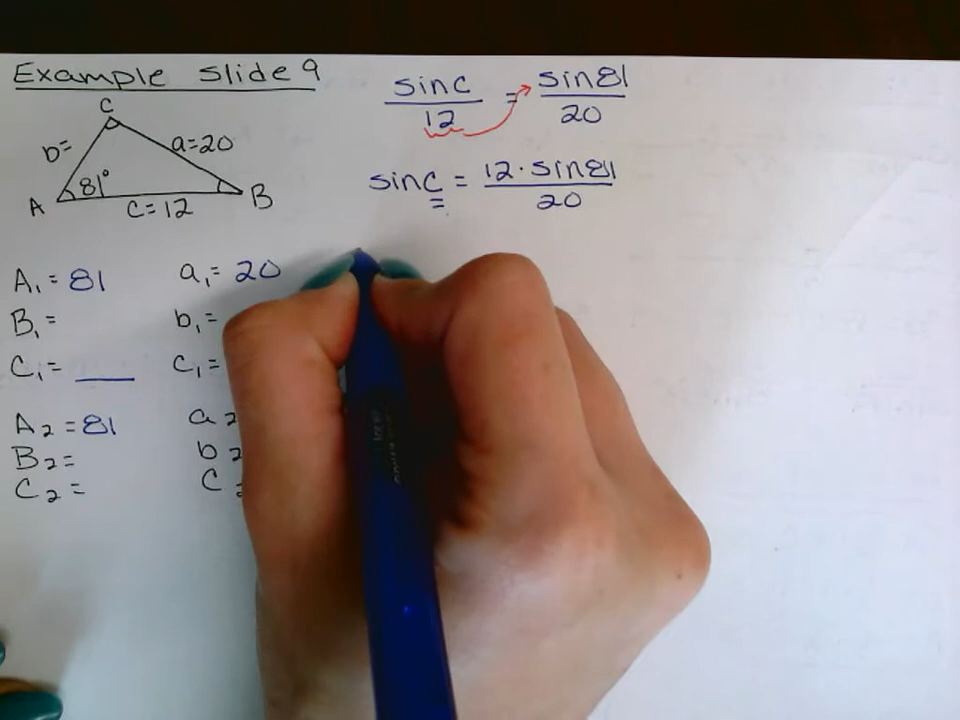 Example slide 9
sinC / 12 = sin81 / 20
C
b=
a=20
81°
A
B
c=12
sinC = 12·sin81 / 20
A₁ = 81 a₁ = 20
B₁ = b₁ =
C₁ = ____ c₁ =
A₂ = 81 a₂
B₂ = b₂
C₂ = c₂